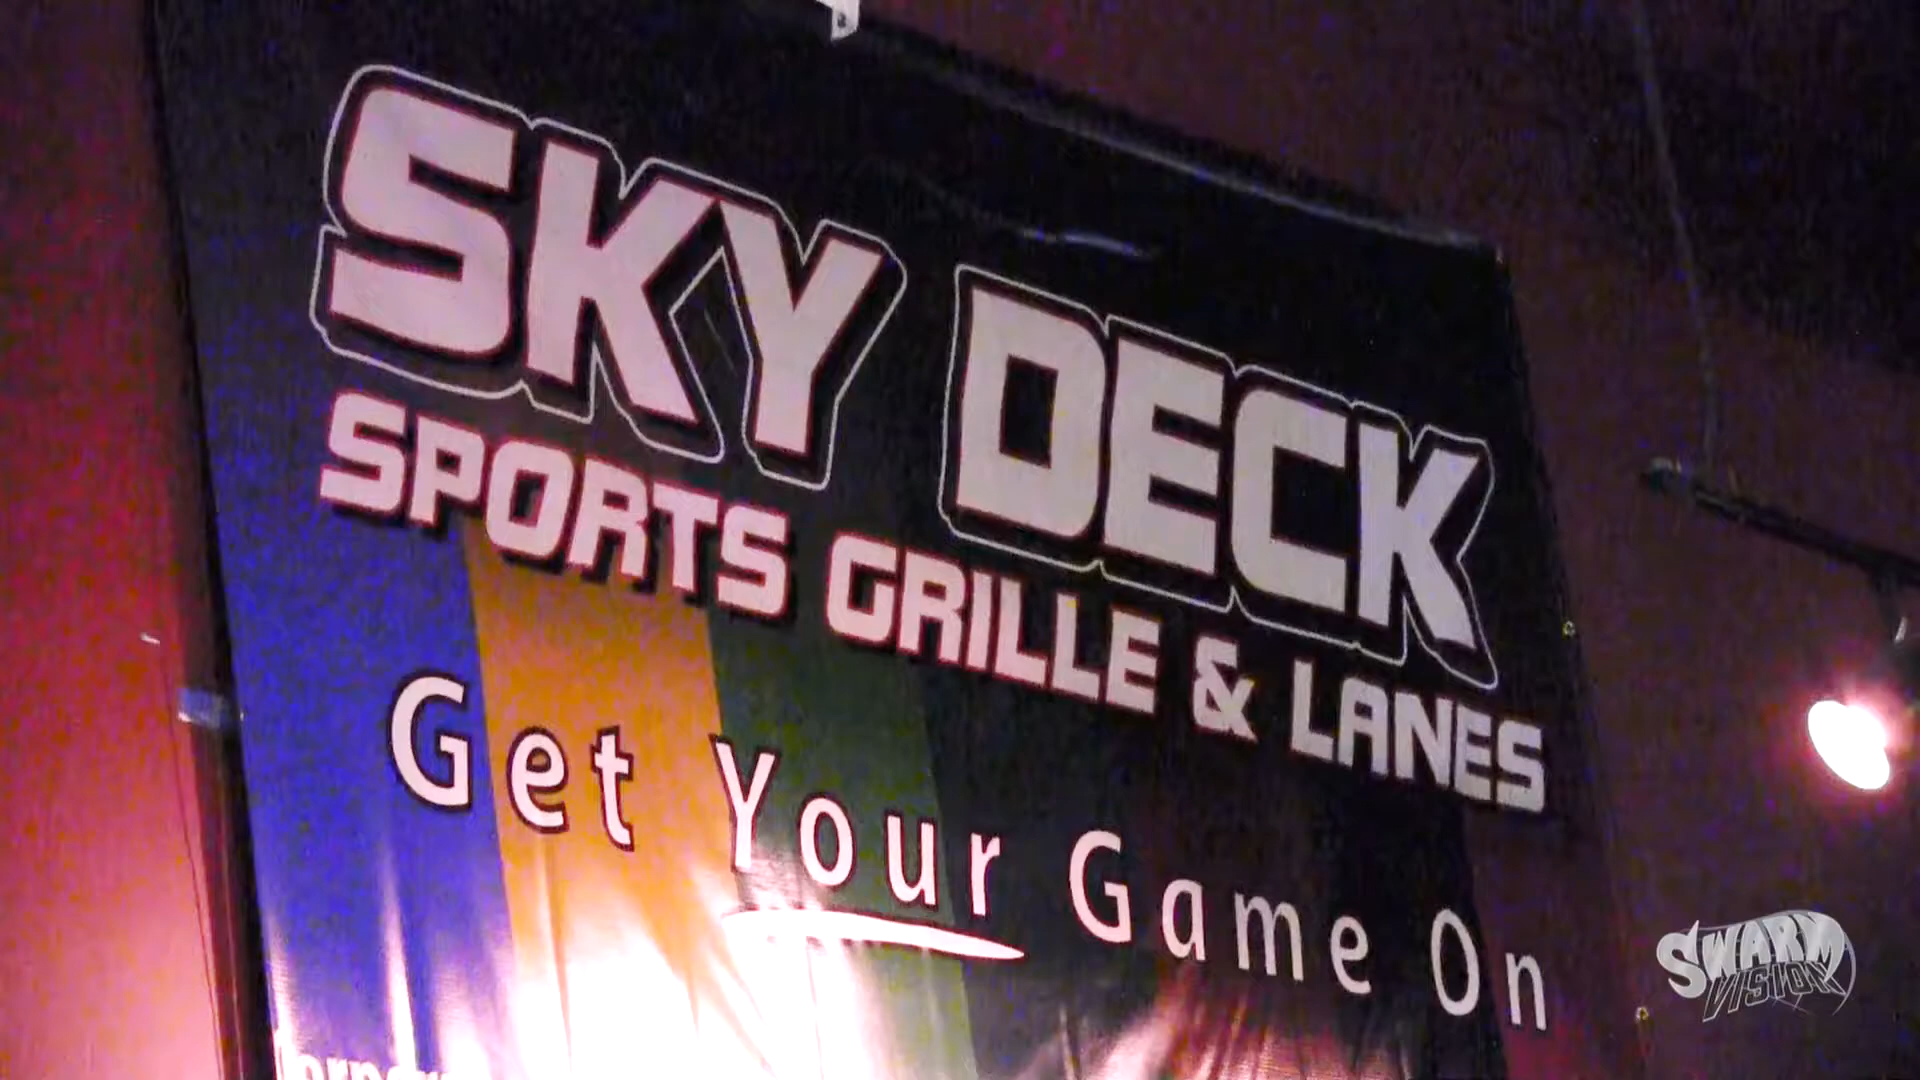 SKY DECK
SPORTS GRILLE & LANES
Get Your Game On
SWARM
VISION